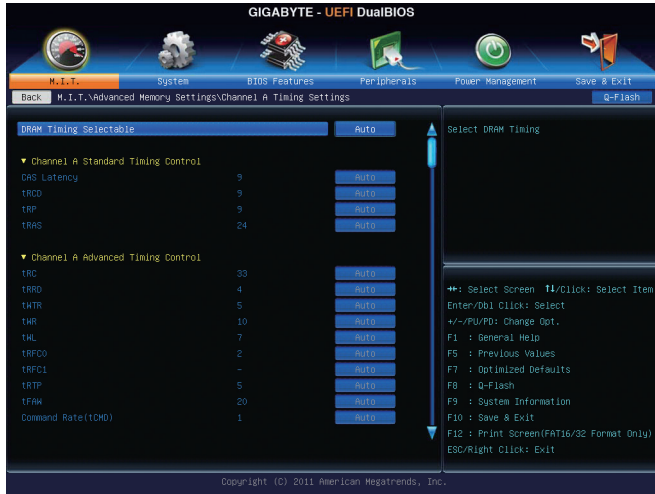 GIGABYTE - UEFI DualBIOS
M.I.T. System BIOS Features Peripherals Power Management Save & Exit
Back M.I.T.\Advanced Memory Settings\Channel A Timing Settings Q-Flash
DRAM Timing Selectable Auto
Select DRAM Timing
▼ Channel A Standard Timing Control
CAS Latency 9 Auto
tRCD 9 Auto
tRP 9 Auto
tRAS 24 Auto
▼ Channel A Advanced Timing Control
tRC 33 Auto
tRRD 4 Auto
tWTR 5 Auto
tWR 10 Auto
tWL 7 Auto
tRFC0 2 Auto
tRFC1 - Auto
tRTP 5 Auto
tFAW 20 Auto
Command Rate(tCMD) 1 Auto
→←: Select Screen ↑↓/Click: Select Item
Enter/Dbl Click: Select
+/-/PU/PD: Change Opt.
F1 : General Help
F5 : Previous Values
F7 : Optimized Defaults
F8 : Q-Flash
F9 : System Information
F10 : Save & Exit
F12 : Print Screen(FAT16/32 Format Only)
ESC/Right Click: Exit
Copyright (C) 2011 American Megatrends, Inc.